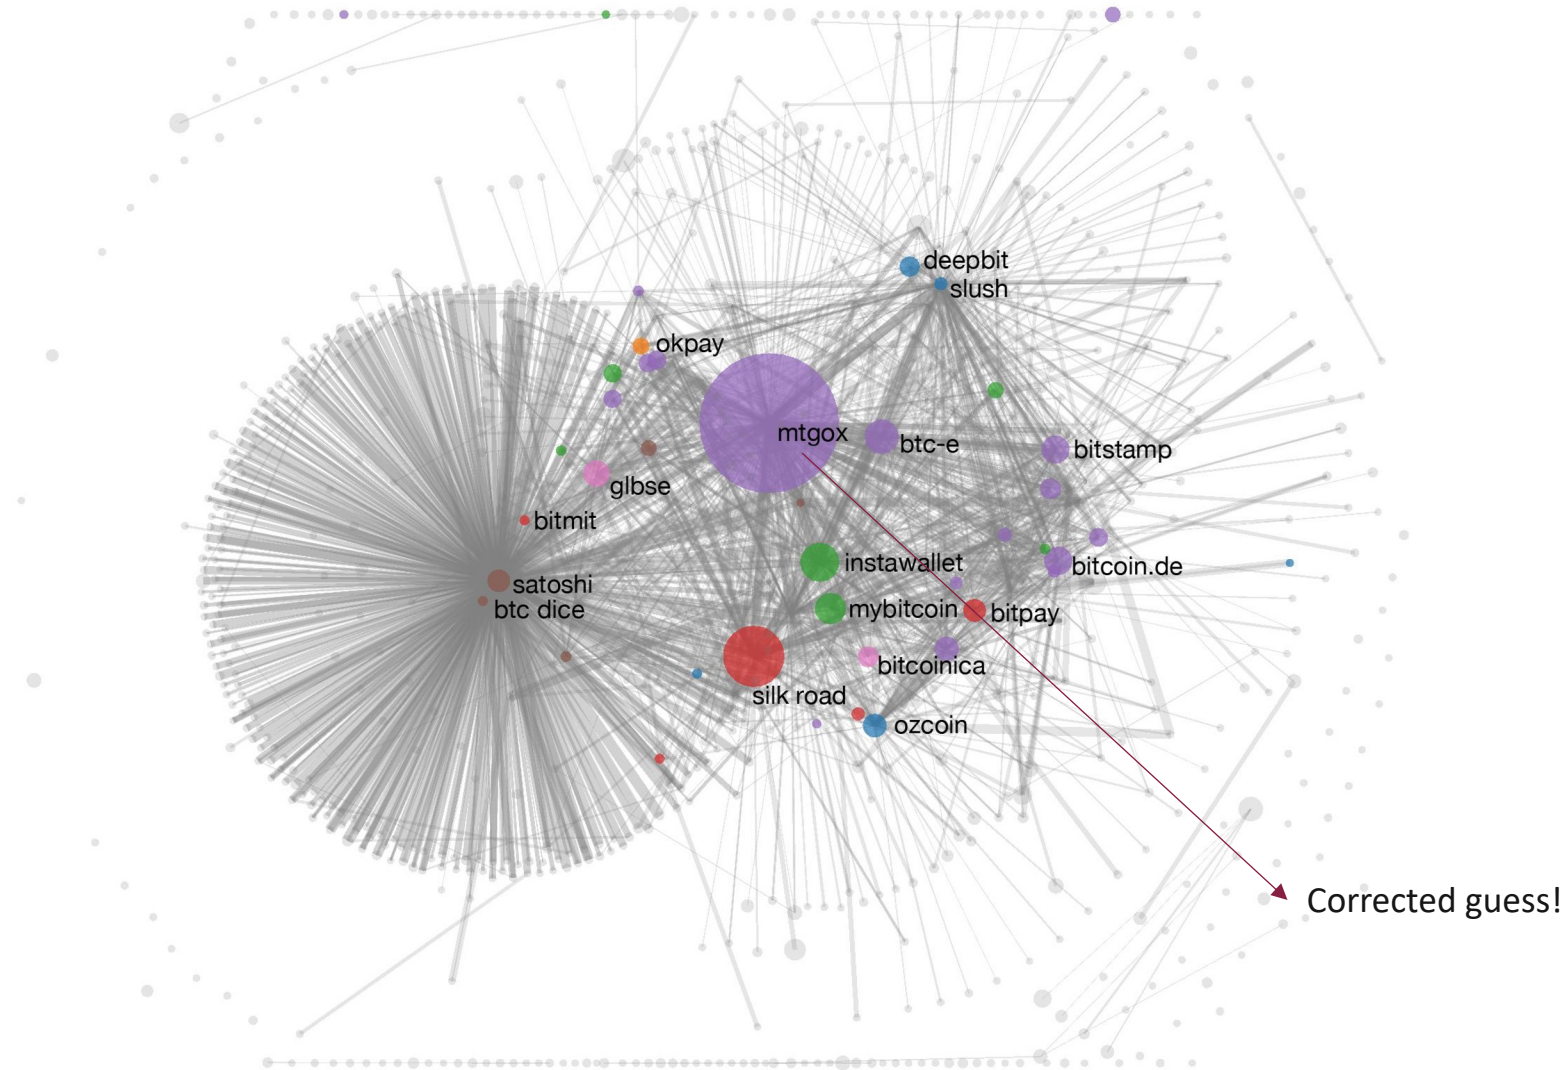 deepbit
slush
okpay
mtgox
btc-e
bitstamp
glbse
bitmit
instawallet
bitcoin.de
satoshi
btc dice
mybitcoin
bitpay
bitcoinica
silk road
ozcoin
Corrected guess!